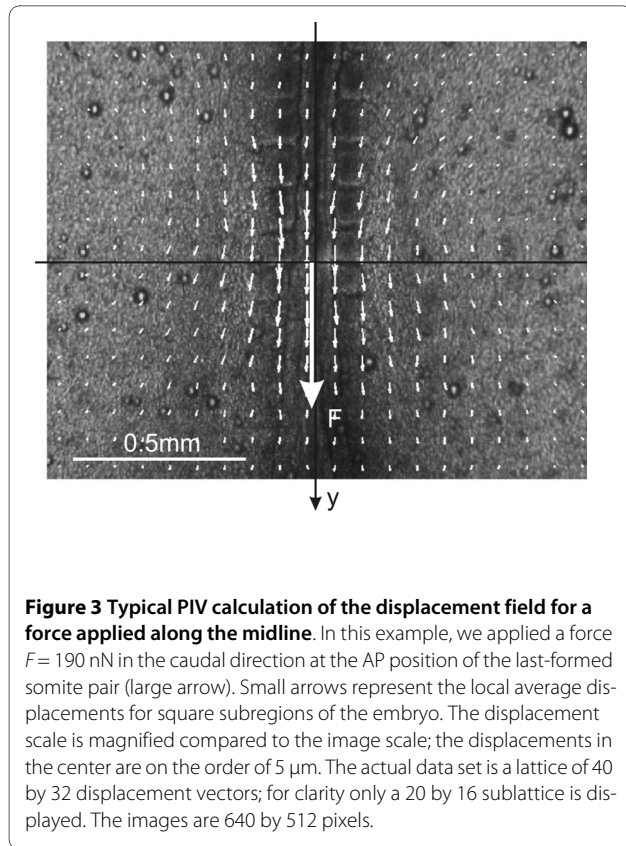 F
0.5mm
y
Figure 3 Typical PIV calculation of the displacement field for a
force applied along the midline. In this example, we applied a force
F = 190 nN in the caudal direction at the AP position of the last-formed
somite pair (large arrow). Small arrows represent the local average dis-
placements for square subregions of the embryo. The displacement
scale is magnified compared to the image scale; the displacements in
the center are on the order of 5 μm. The actual data set is a lattice of 40
by 32 displacement vectors; for clarity only a 20 by 16 sublattice is dis-
played. The images are 640 by 512 pixels.